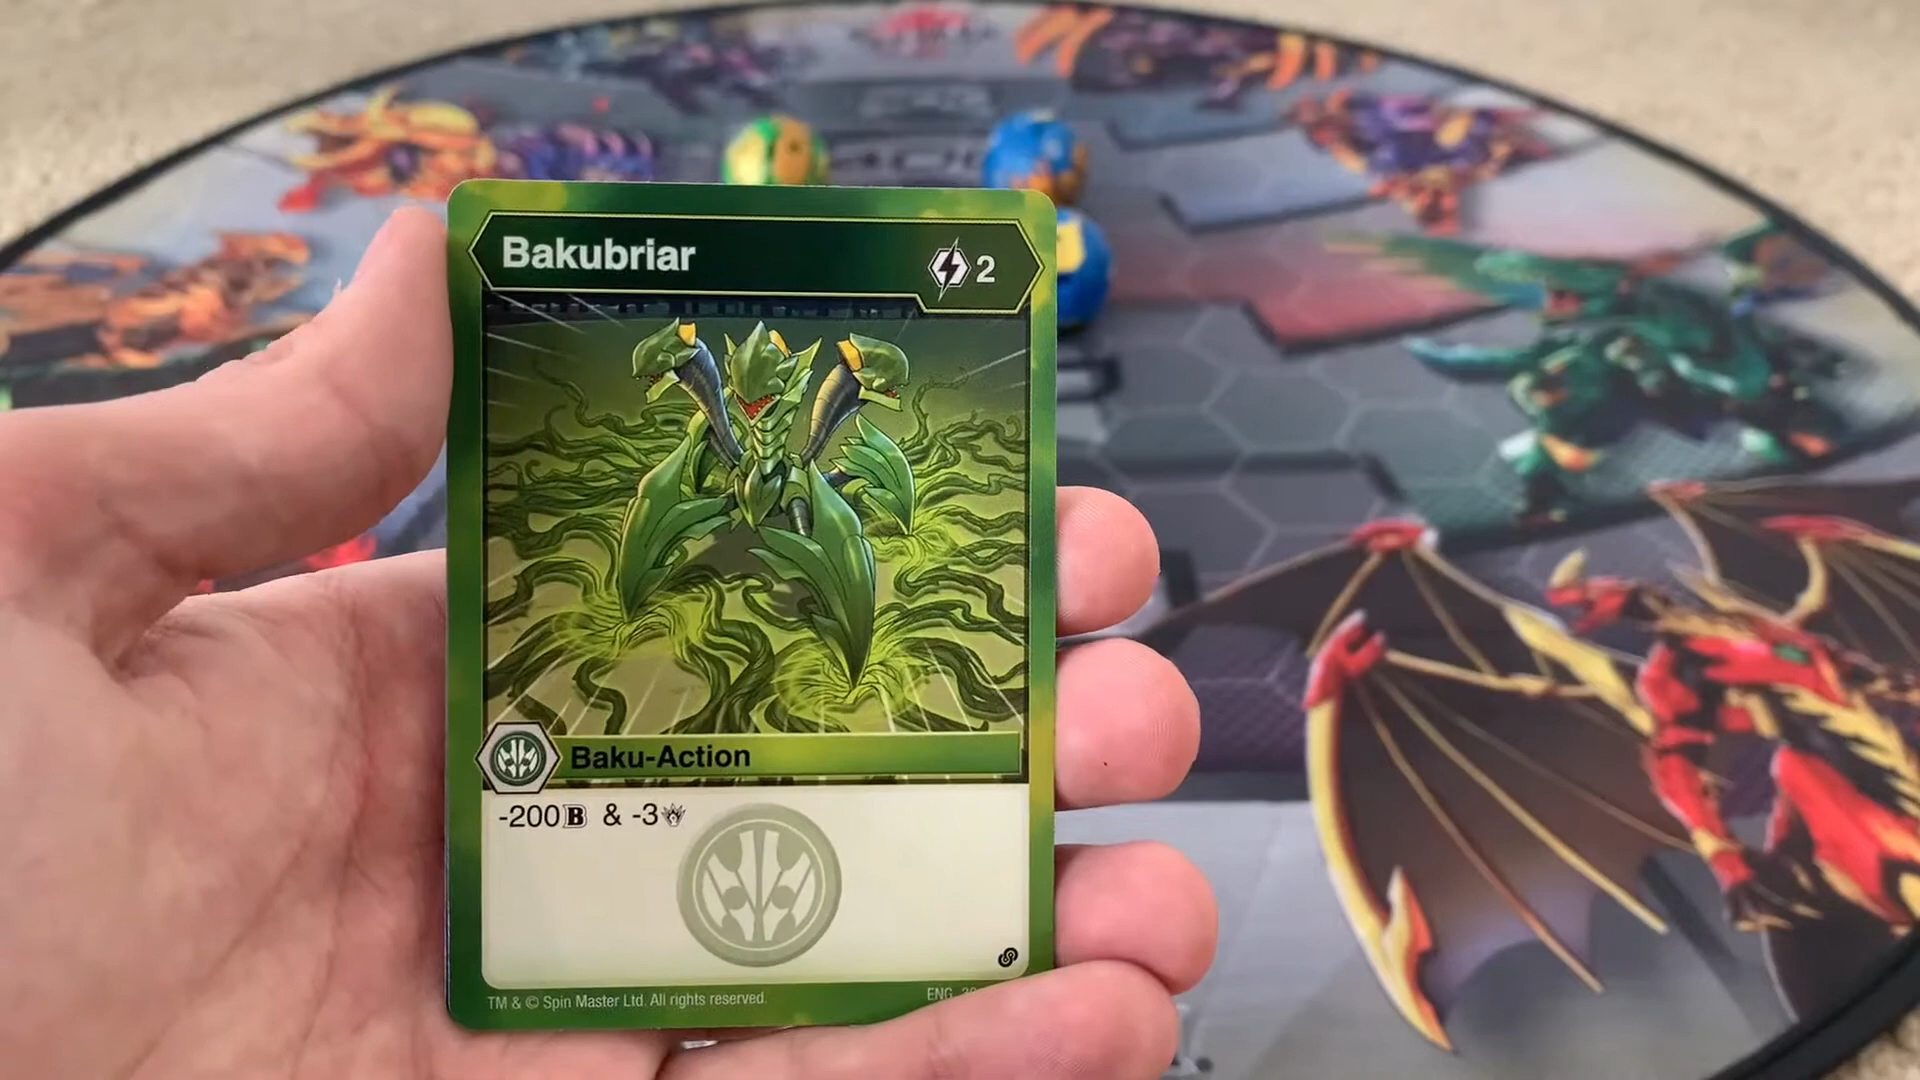 Bakubriar
2
Baku-Action
-200B & -3
TM & © Spin Master Ltd. All rights reserved.
ENG